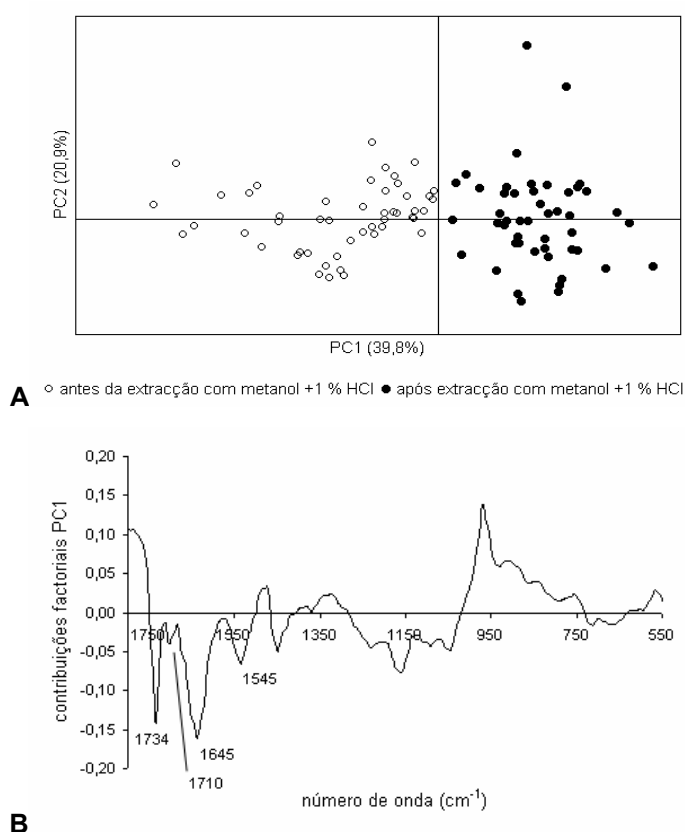 PC2 (20,9%)
PC1 (39,8%)
A ○ antes da extracção com metanol +1 % HCl ● após extracção com metanol +1 % HCl
contribuições factoriais PC1
0,20
0,15
0,10
0,05
0,00
-0,05
-0,10
-0,15
-0,20
1750 1550 1350 1150 950 750 550
1545
1734
1645
1710
número de onda (cm⁻¹)
B